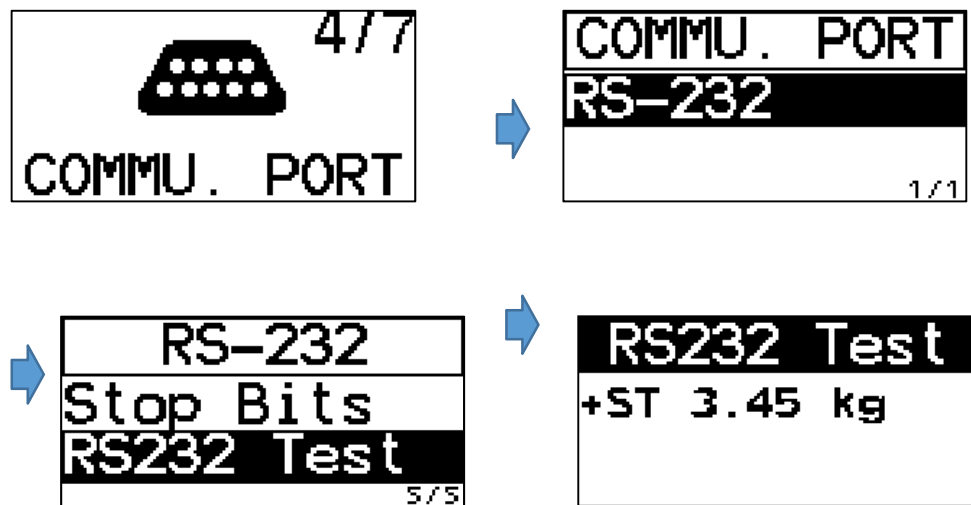 4/7
COMMU. PORT
COMMU. PORT
RS-232
1/1
RS-232
Stop Bits
RS232 Test
5/5
RS232 Test
+ST 3.45 kg